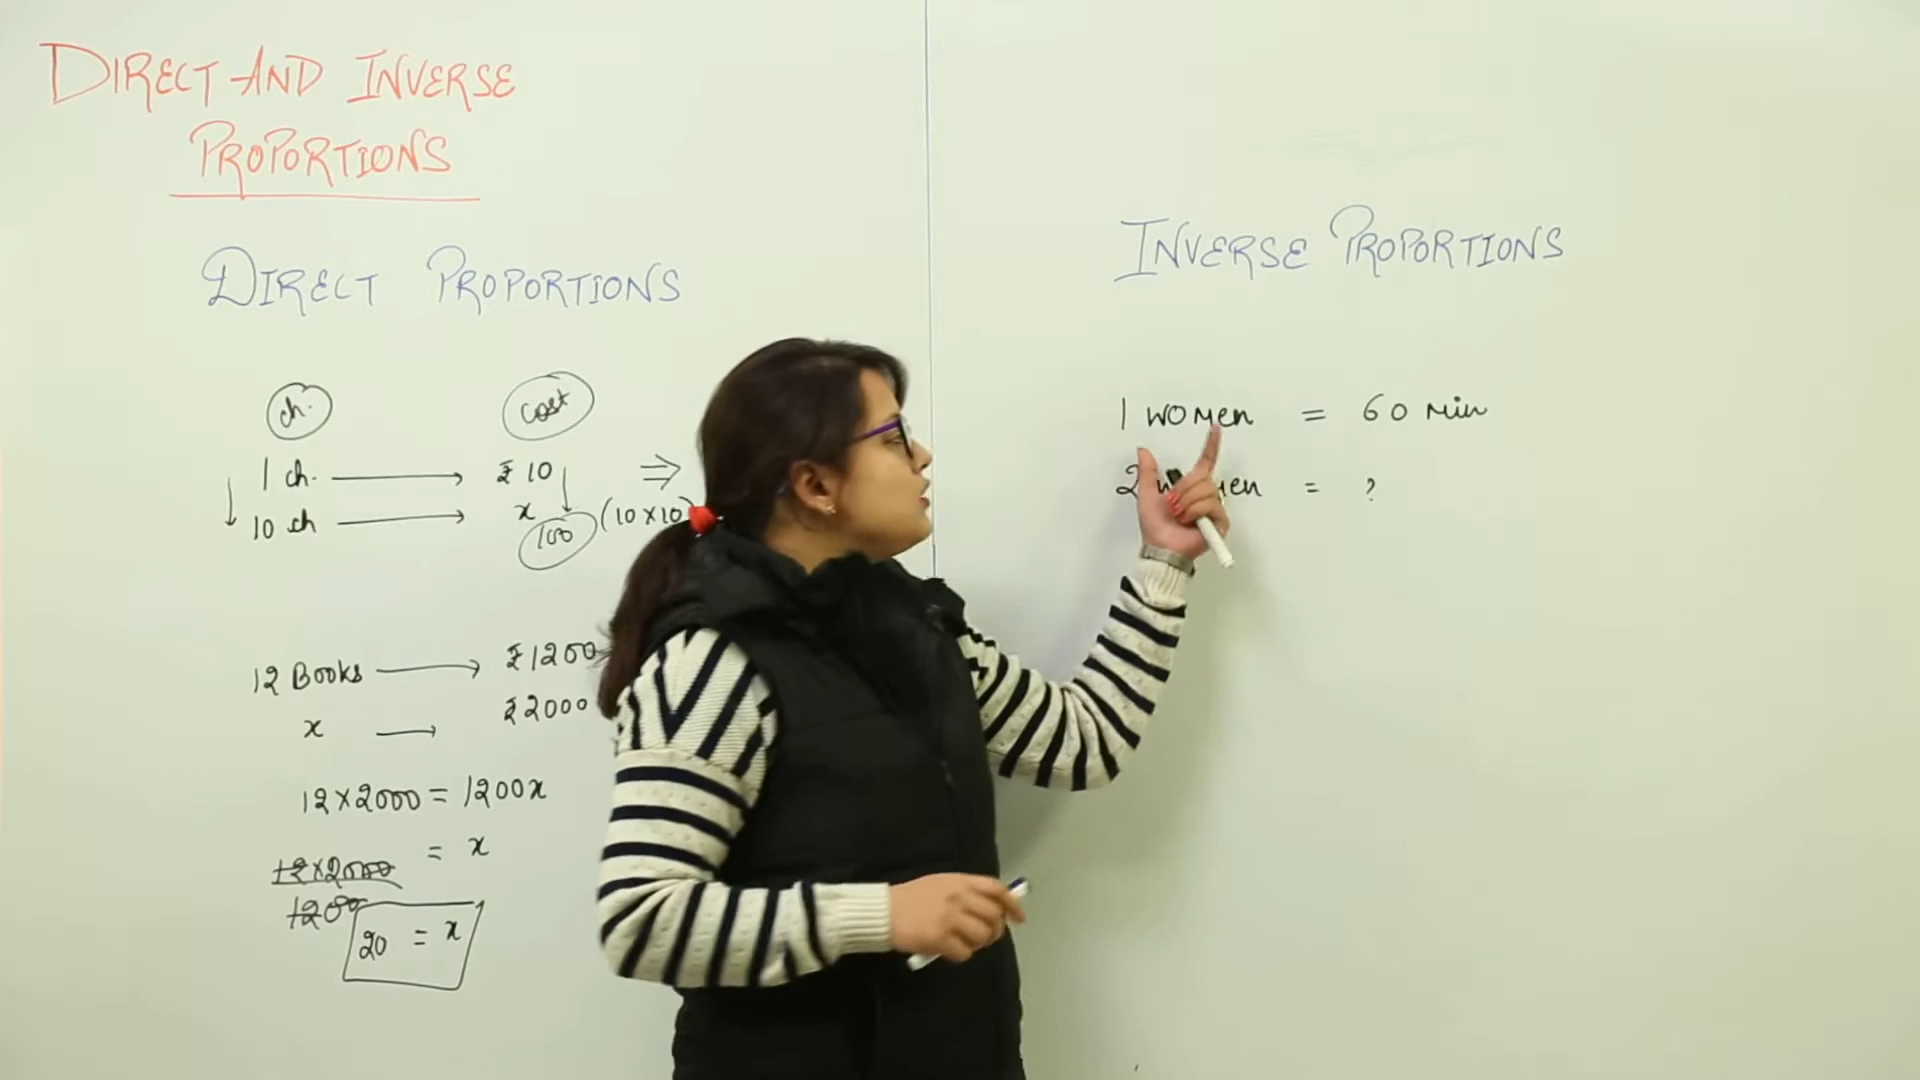 DIRECT AND INVERSE
PROPORTIONS
DIRECT PROPORTIONS
ch. cost
1 ch. → ₹ 10 ⇒
x
10 ch → 100 (10×10)
12 Books → ₹1200
x → ₹2000
12×2000 = 1200x
12×2000 = x
1200
20 = x
INVERSE PROPORTIONS
1 women = 60 Min
2 = ?